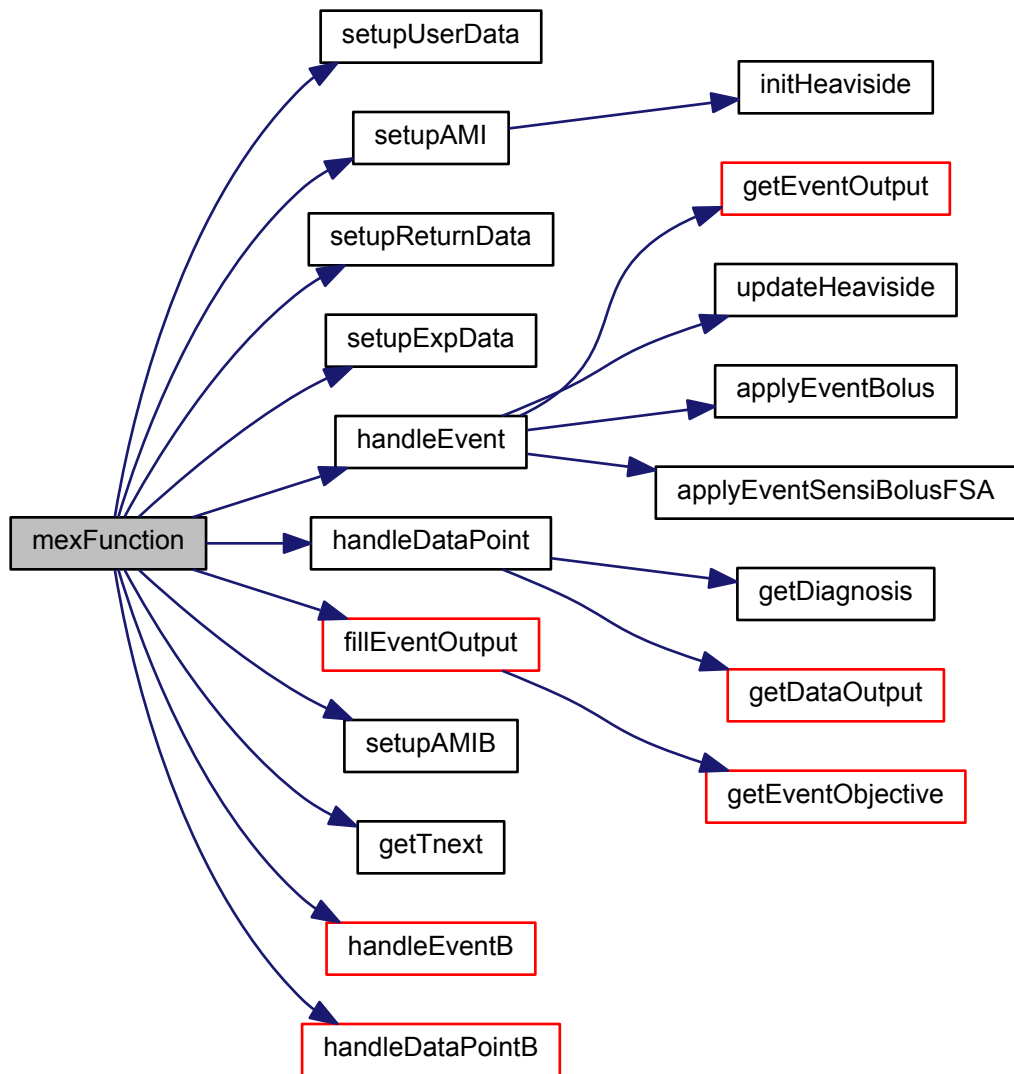 setupUserData
initHeaviside
setupAMI
getEventOutput
setupReturnData
updateHeaviside
setupExpData
applyEventBolus
handleEvent
applyEventSensiBolusFSA
mexFunction
handleDataPoint
getDiagnosis
fillEventOutput
getDataOutput
setupAMIB
getEventObjective
getTnext
handleEventB
handleDataPointB